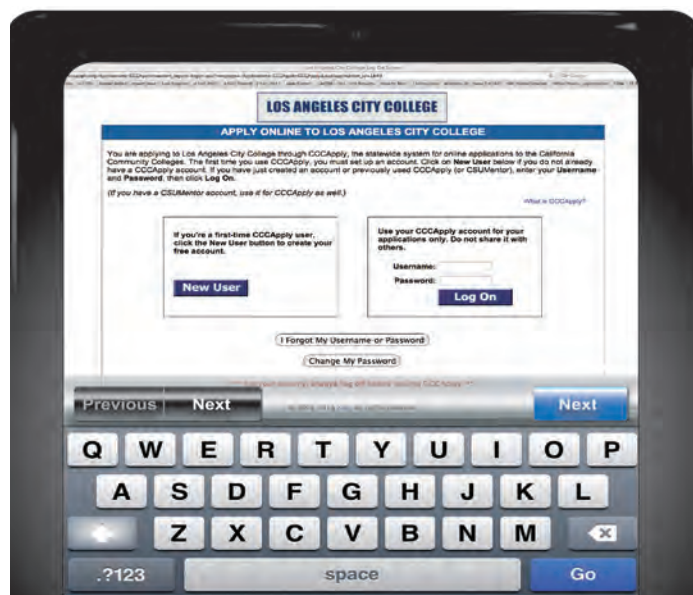 LOS ANGELES CITY COLLEGE
APPLY ONLINE TO LOS ANGELES CITY COLLEGE
You are applying to Los Angeles City College through CCCApply, the statewide system for online applications to the California
Community Colleges. The first time you use CCCApply, you must set up an account. Click on New User below if you do not already
have a CCCApply account. If you have just created an account or previously used CCCApply (or CSUMentor), enter your Username
and Password, then click Log On.
(If you have a CSUMentor account, use it for CCCApply as well.)
What is CCCApply?
If you're a first-time CCCApply user,
click the New User button to create your
free account.
New User
Use your CCCApply account for your
applications only. Do not share it with
others.
Username:
Password:
Log On
I Forgot My Username or Password
Change My Password
Previous Next Next
Q W E R T Y U I O P
A S D F G H J K L
Z X C V B N M
.?123 space Go